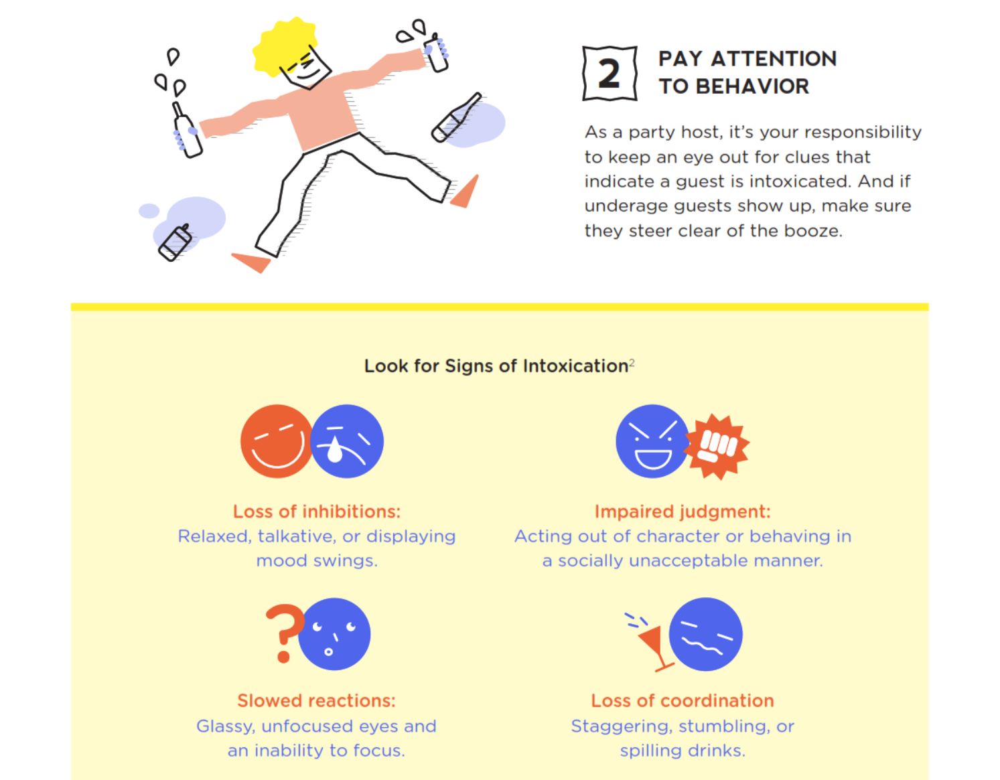 2
PAY ATTENTION
TO BEHAVIOR
As a party host, it's your responsibility
to keep an eye out for clues that
indicate a guest is intoxicated. And if
underage guests show up, make sure
they steer clear of the booze.
Look for Signs of Intoxication²
Loss of inhibitions:
Relaxed, talkative, or displaying
mood swings.
Impaired judgment:
Acting out of character or behaving in
a socially unacceptable manner.
Slowed reactions:
Glassy, unfocused eyes and
an inability to focus.
Loss of coordination
Staggering, stumbling, or
spilling drinks.